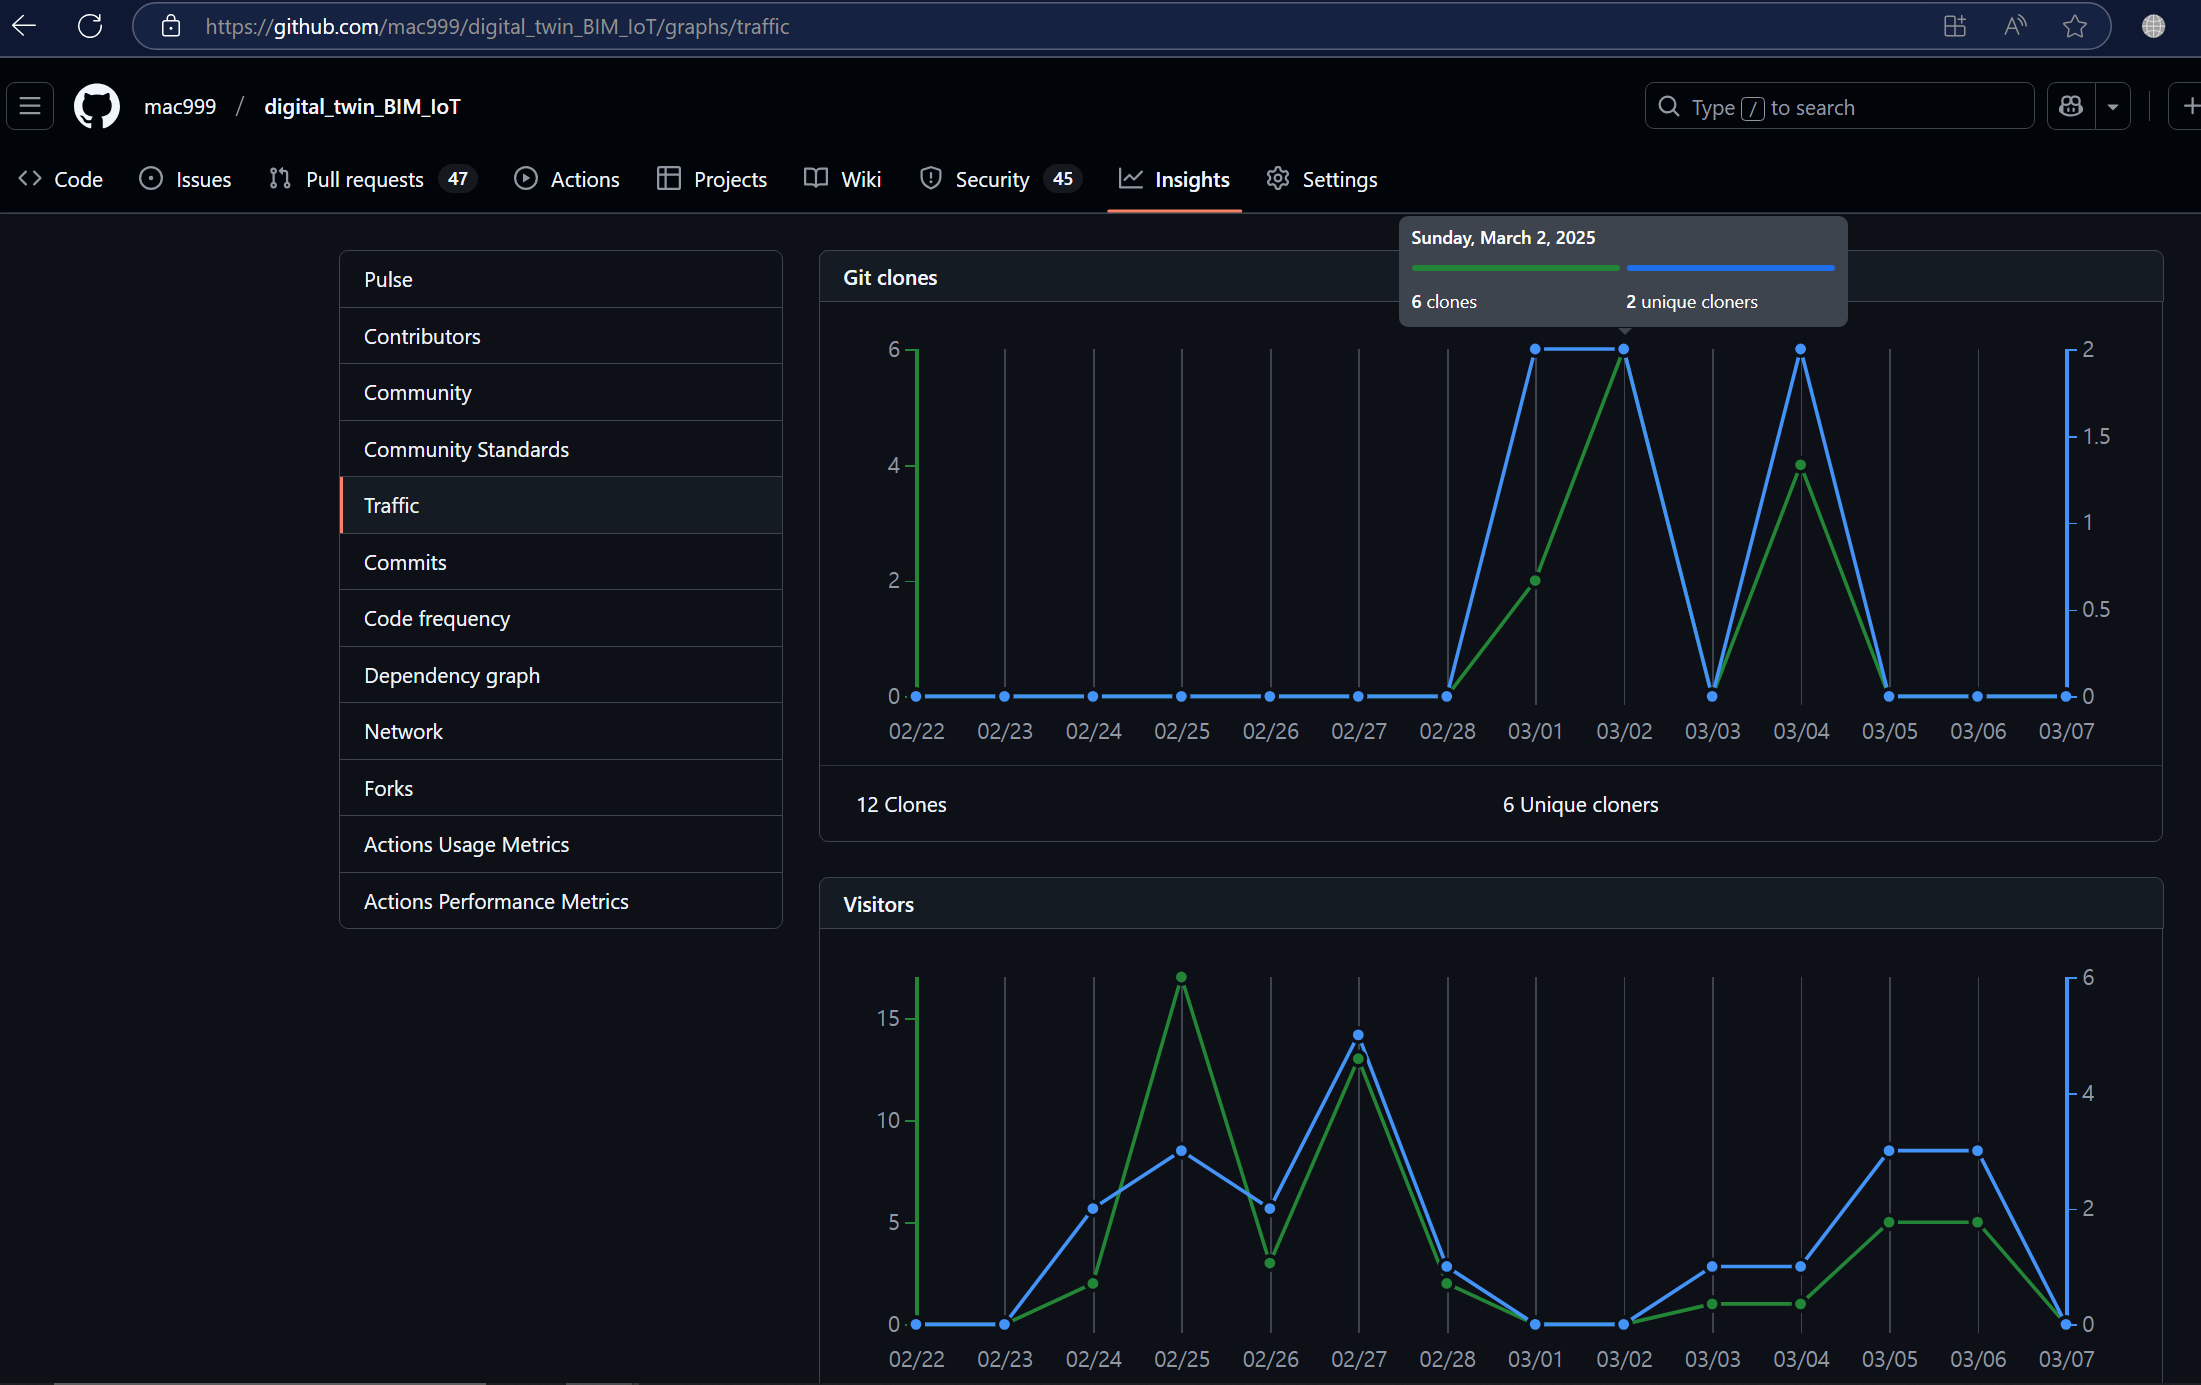 https://github.com/mac999/digital_twin_BIM_IoT/graphs/traffic
mac999 / digital_twin_BIM_IoT
Type / to search
Code
Issues
Pull requests 47
Actions
Projects
Wiki
Security 45
Insights
Settings
Pulse
Contributors
Community
Community Standards
Traffic
Commits
Code frequency
Dependency graph
Network
Forks
Actions Usage Metrics
Actions Performance Metrics
Git clones
Sunday, March 2, 2025
6 clones
2 unique cloners
6
4
2
0
2
1.5
1
0.5
0
02/22 02/23 02/24 02/25 02/26 02/27 02/28 03/01 03/02 03/03 03/04 03/05 03/06 03/07
12 Clones
6 Unique cloners
Visitors
15
10
5
0
6
4
2
0
02/22 02/23 02/24 02/25 02/26 02/27 02/28 03/01 03/02 03/03 03/04 03/05 03/06 03/07